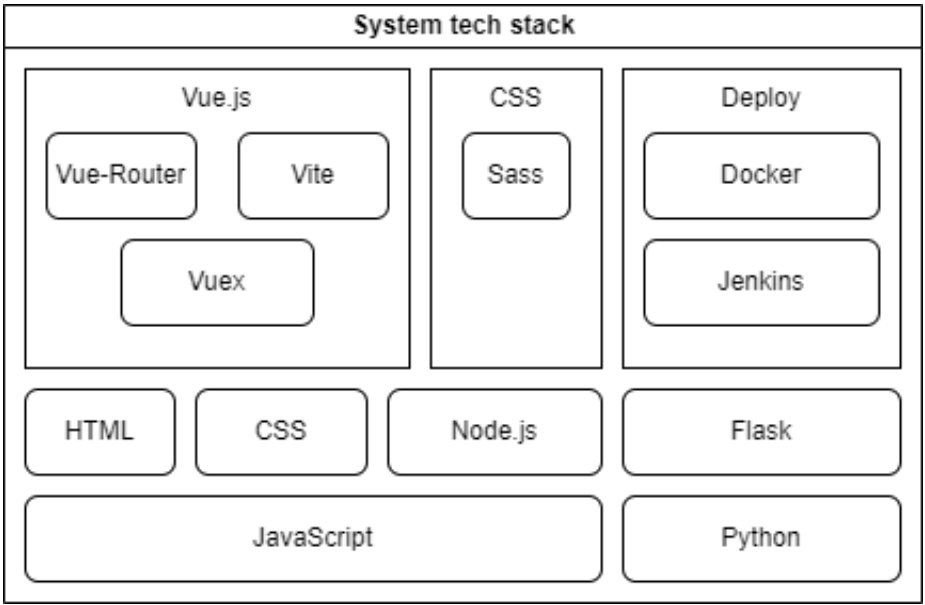 System tech stack
Vue.js
CSS
Deploy
Vue-Router
Vite
Sass
Docker
Vuex
Jenkins
HTML
CSS
Node.js
Flask
JavaScript
Python